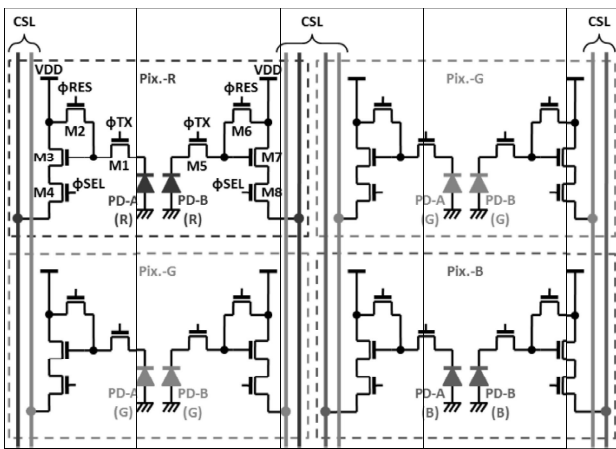 CSL CSL CSL
VDD Pix.-R VDD Pix.-G
ϕRES ϕRES
M2 ϕTX ϕTX M6
M3 M1 M5 M7
M4 ϕSEL ϕSEL M8
PD-A PD-B PD-A PD-B
(R) (R) (G) (G)
Pix.-G Pix.-B
PD-A PD-B PD-A PD-B
(G) (G) (B) (B)